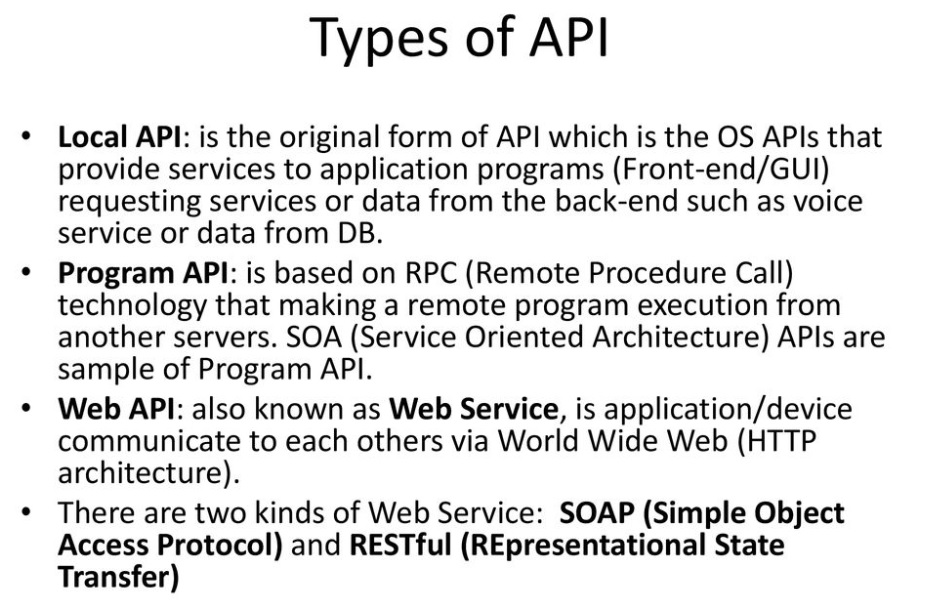 Types of API
• Local API: is the original form of API which is the OS APIs that
provide services to application programs (Front-end/GUI)
requesting services or data from the back-end such as voice
service or data from DB.
• Program API: is based on RPC (Remote Procedure Call)
technology that making a remote program execution from
another servers. SOA (Service Oriented Architecture) APIs are
sample of Program API.
• Web API: also known as Web Service, is application/device
communicate to each others via World Wide Web (HTTP
architecture).
• There are two kinds of Web Service:  SOAP (Simple Object
Access Protocol) and RESTful (REpresentational State
Transfer)